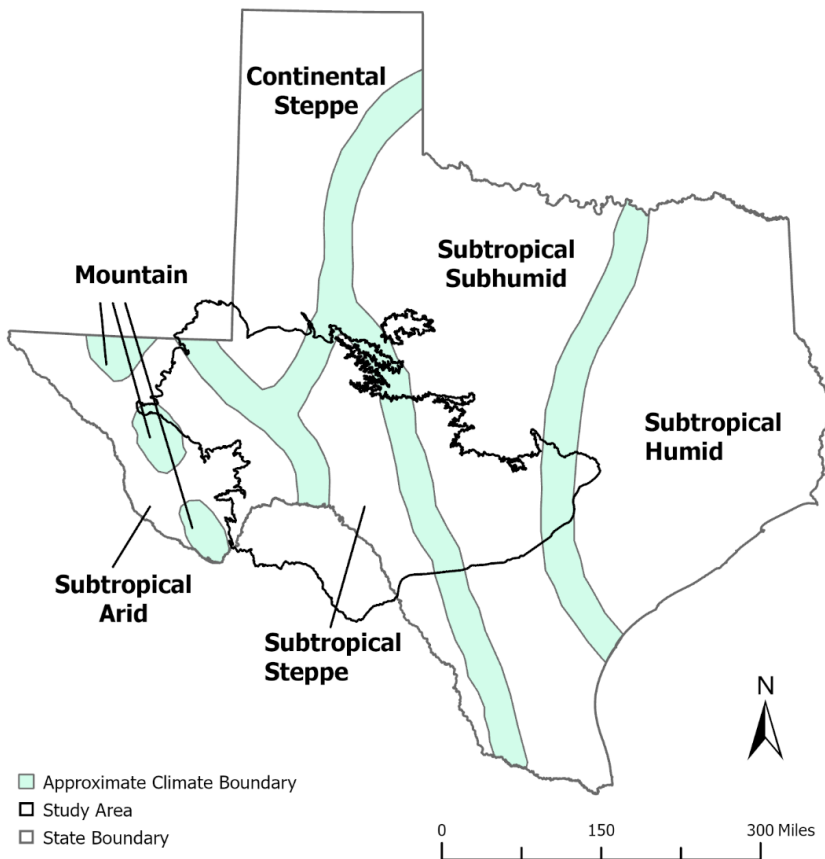 Continental
Steppe
Subtropical
Subhumid
Mountain
Subtropical
Humid
Subtropical
Arid
Subtropical
Steppe
N
Approximate Climate Boundary
Study Area
State Boundary
0 150 300 Miles